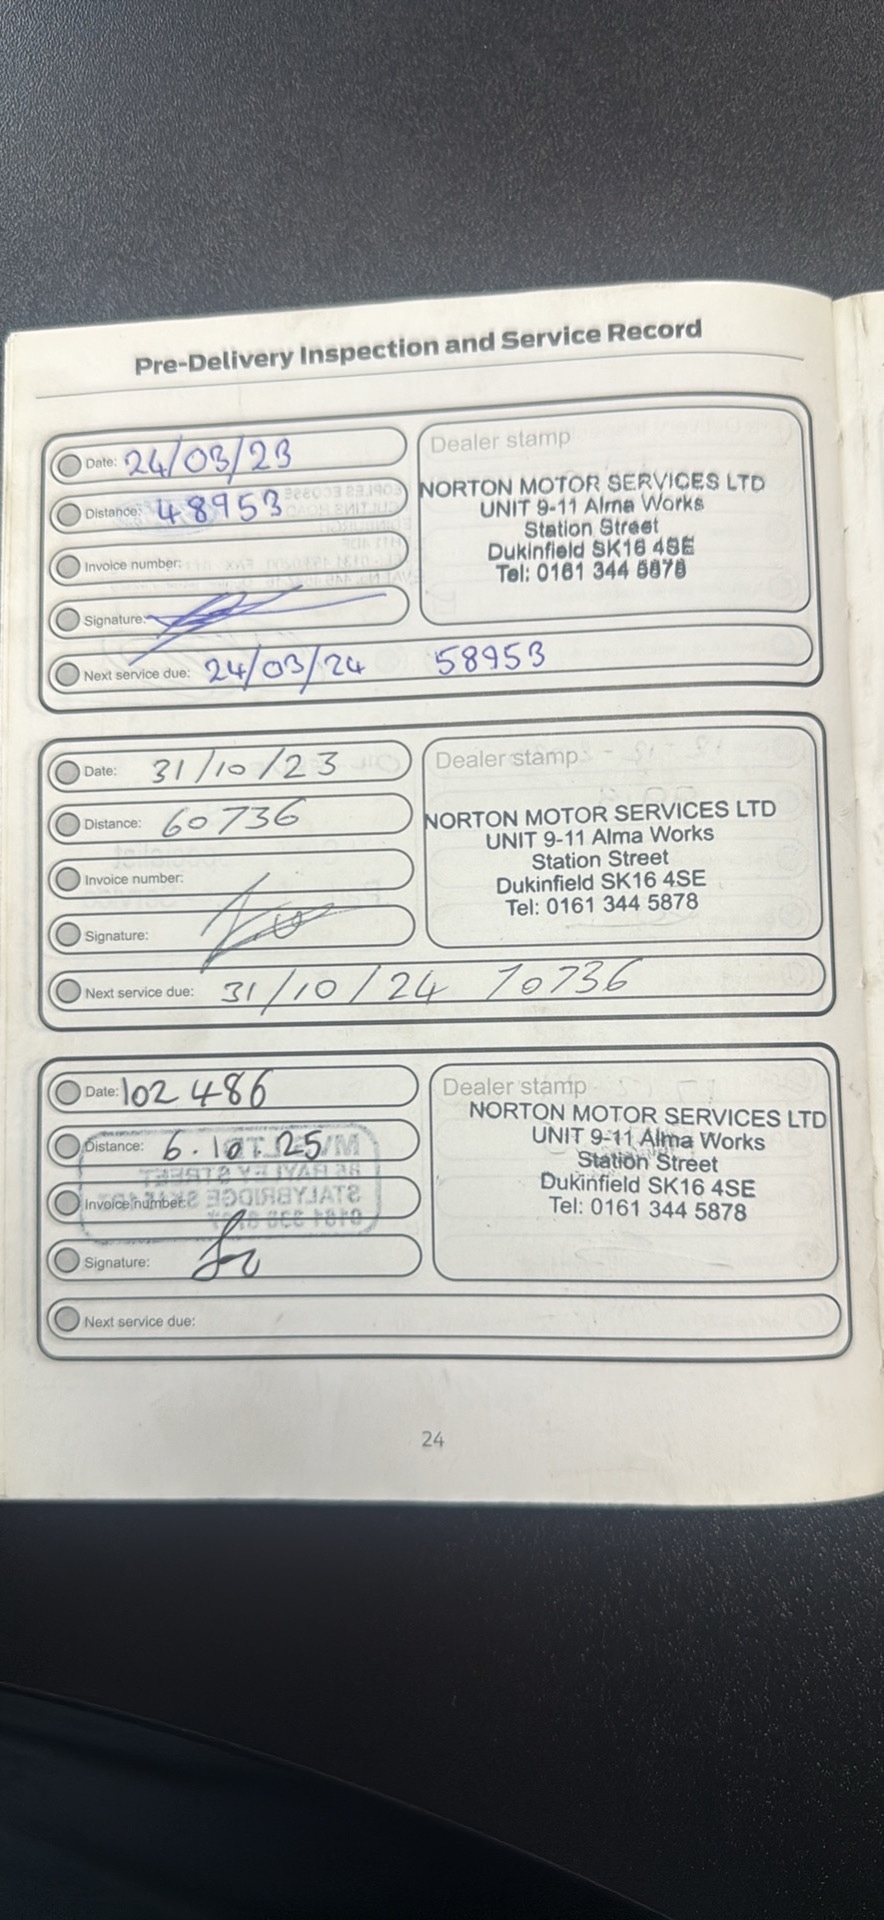 Pre-Delivery Inspection and Service Record
Date: 24/03/23
Distance: 48953
Invoice number:
Signature:
Next service due: 24/03/24 58953
Dealer stamp
NORTON MOTOR SERVICES LTD
UNIT 9-11 Alma Works
Station Street
Dukinfield SK16 4SE
Tel: 0161 344 5878
Date: 31/10/23
Distance: 60736
Invoice number:
Signature:
Next service due: 31/10/24 70736
Dealer stamp
NORTON MOTOR SERVICES LTD
UNIT 9-11 Alma Works
Station Street
Dukinfield SK16 4SE
Tel: 0161 344 5878
Date: 102486
Distance: 6.10.25
Invoice number:
Signature:
Next service due:
Dealer stamp
NORTON MOTOR SERVICES LTD
UNIT 9-11 Alma Works
Station Street
Dukinfield SK16 4SE
Tel: 0161 344 5878
24